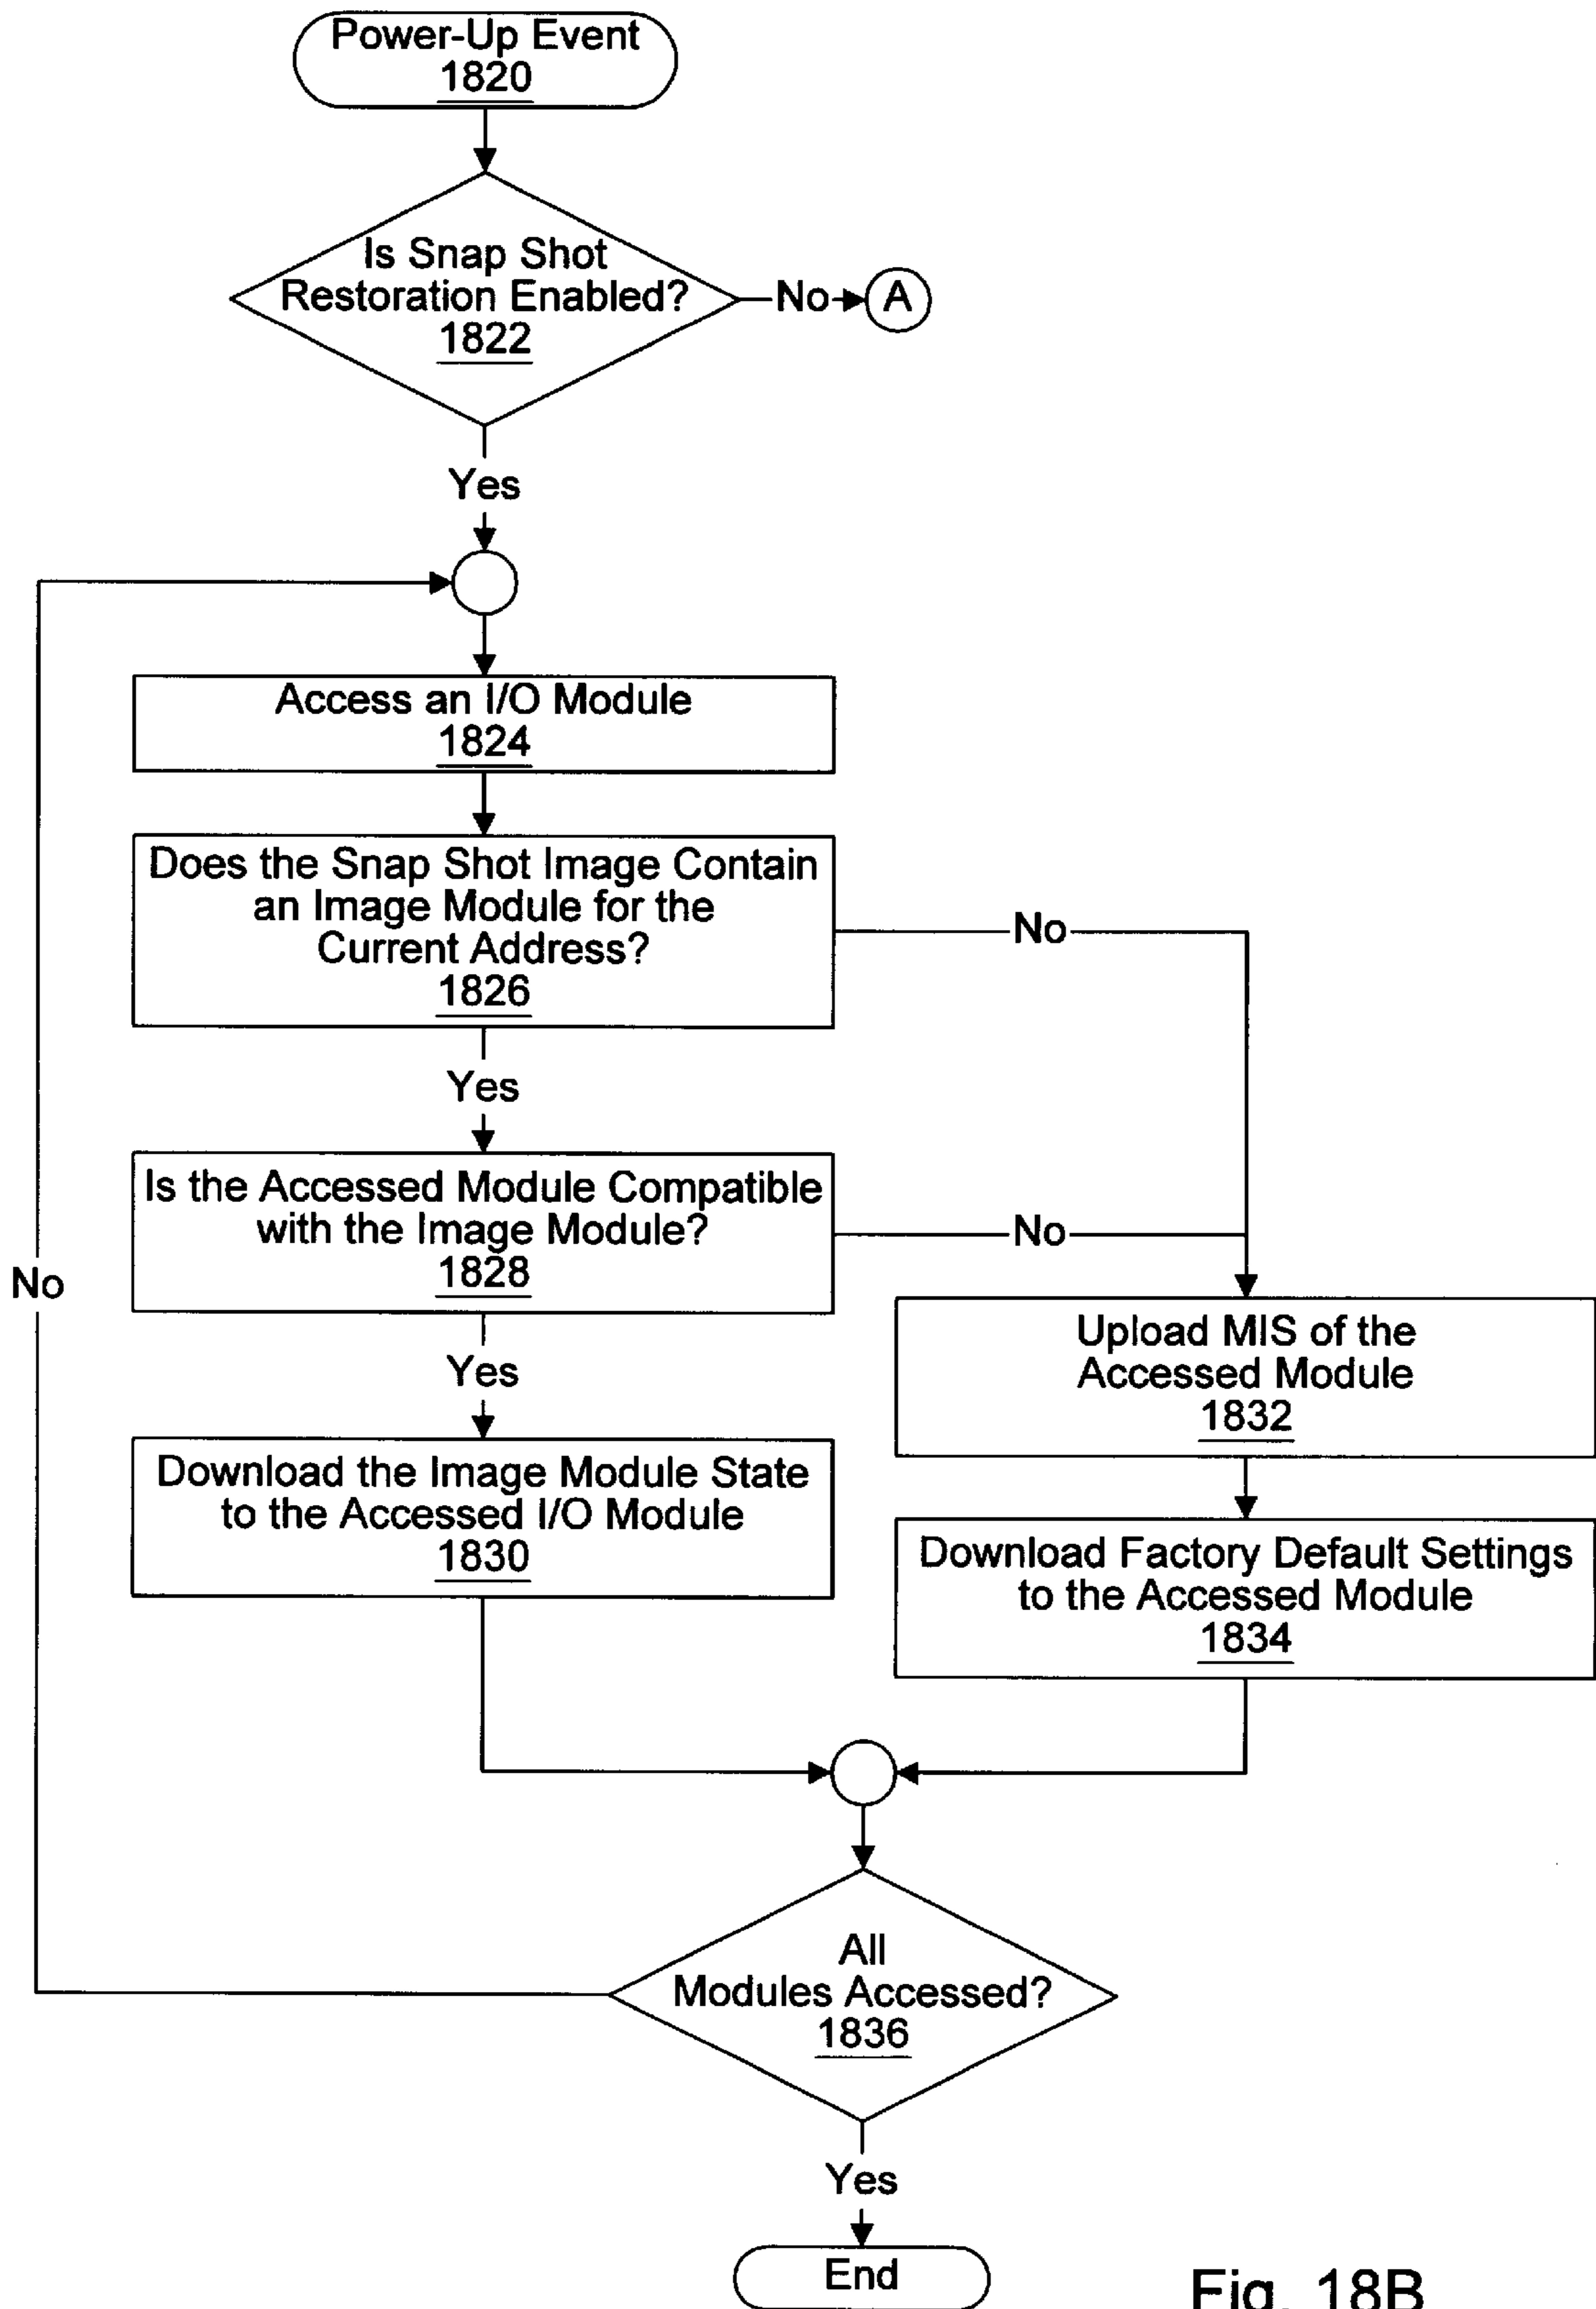 Power-Up Event
1820
Is Snap Shot
Restoration Enabled?
1822
No
A
Yes
Access an I/O Module
1824
Does the Snap Shot Image Contain
an Image Module for the
Current Address?
1826
No
Yes
Is the Accessed Module Compatible
with the Image Module?
1828
No
No
Yes
Upload MIS of the
Accessed Module
1832
Download the Image Module State
to the Accessed I/O Module
1830
Download Factory Default Settings
to the Accessed Module
1834
All
Modules Accessed?
1836
Yes
End
Fig. 18B